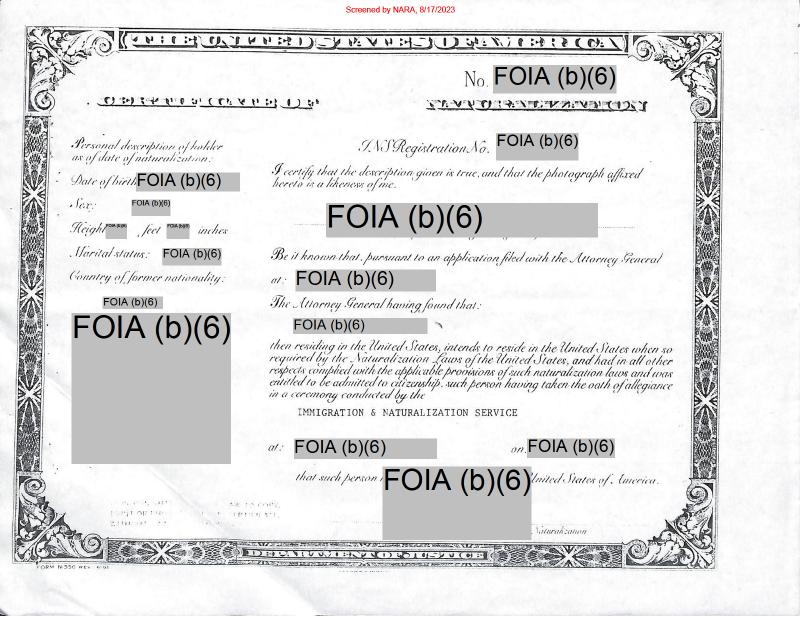 Screened by NARA, 8/17/2023
THE UNITED STATES OF AMERICA
No. FOIA (b)(6)
CERTIFICATE OF NATURALIZATION
Personal description of holder
as of date of naturalization:
Date of birth FOIA (b)(6)
Sex: FOIA (b)(6)
Height FOIA (b)(6) feet FOIA (b)(6) inches
Marital status: FOIA (b)(6)
Country of former nationality:
FOIA (b)(6)
FOIA (b)(6)
INS Registration No. FOIA (b)(6)
I certify that the description given is true, and that the photograph affixed
hereto is a likeness of me.
FOIA (b)(6)
Be it known that, pursuant to an application filed with the Attorney General
at: FOIA (b)(6)
The Attorney General having found that:
FOIA (b)(6)
then residing in the United States, intends to reside in the United States when so
required by the Naturalization Laws of the United States, and had in all other
respects complied with the applicable provisions of such naturalization laws and was
entitled to be admitted to citizenship, such person having taken the oath of allegiance
in a ceremony conducted by the
IMMIGRATION & NATURALIZATION SERVICE
at: FOIA (b)(6) on: FOIA (b)(6)
that such person FOIA (b)(6) United States of America.
Naturalization
DEPARTMENT OF JUSTICE
FORM N-550 REV.